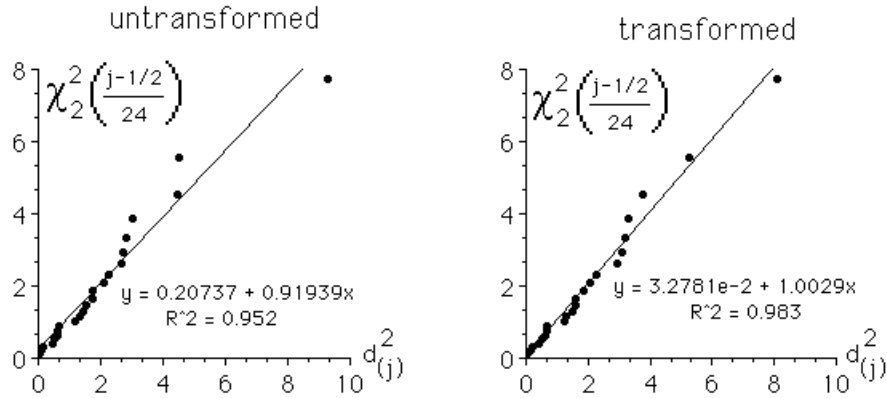 untransformed
8
6
4
2
0
χ₂²((j-1/2)/24)
y = 0.20737 + 0.91939x
R^2 = 0.952
0 2 4 6 8 10
d²(j)
transformed
8
6
4
2
0
χ₂²((j-1/2)/24)
y = 3.2781e-2 + 1.0029x
R^2 = 0.983
0 2 4 6 8 10
d²(j)